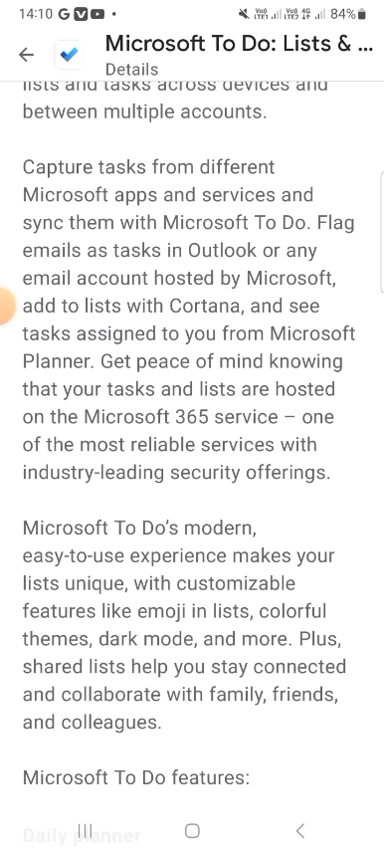 14:10
84%
Microsoft To Do: Lists & ...
Details
lists and tasks across devices and
between multiple accounts.
Capture tasks from different
Microsoft apps and services and
sync them with Microsoft To Do. Flag
emails as tasks in Outlook or any
email account hosted by Microsoft,
add to lists with Cortana, and see
tasks assigned to you from Microsoft
Planner. Get peace of mind knowing
that your tasks and lists are hosted
on the Microsoft 365 service – one
of the most reliable services with
industry-leading security offerings.
Microsoft To Do’s modern,
easy-to-use experience makes your
lists unique, with customizable
features like emoji in lists, colorful
themes, dark mode, and more. Plus,
shared lists help you stay connected
and collaborate with family, friends,
and colleagues.
Microsoft To Do features:
Daily planner